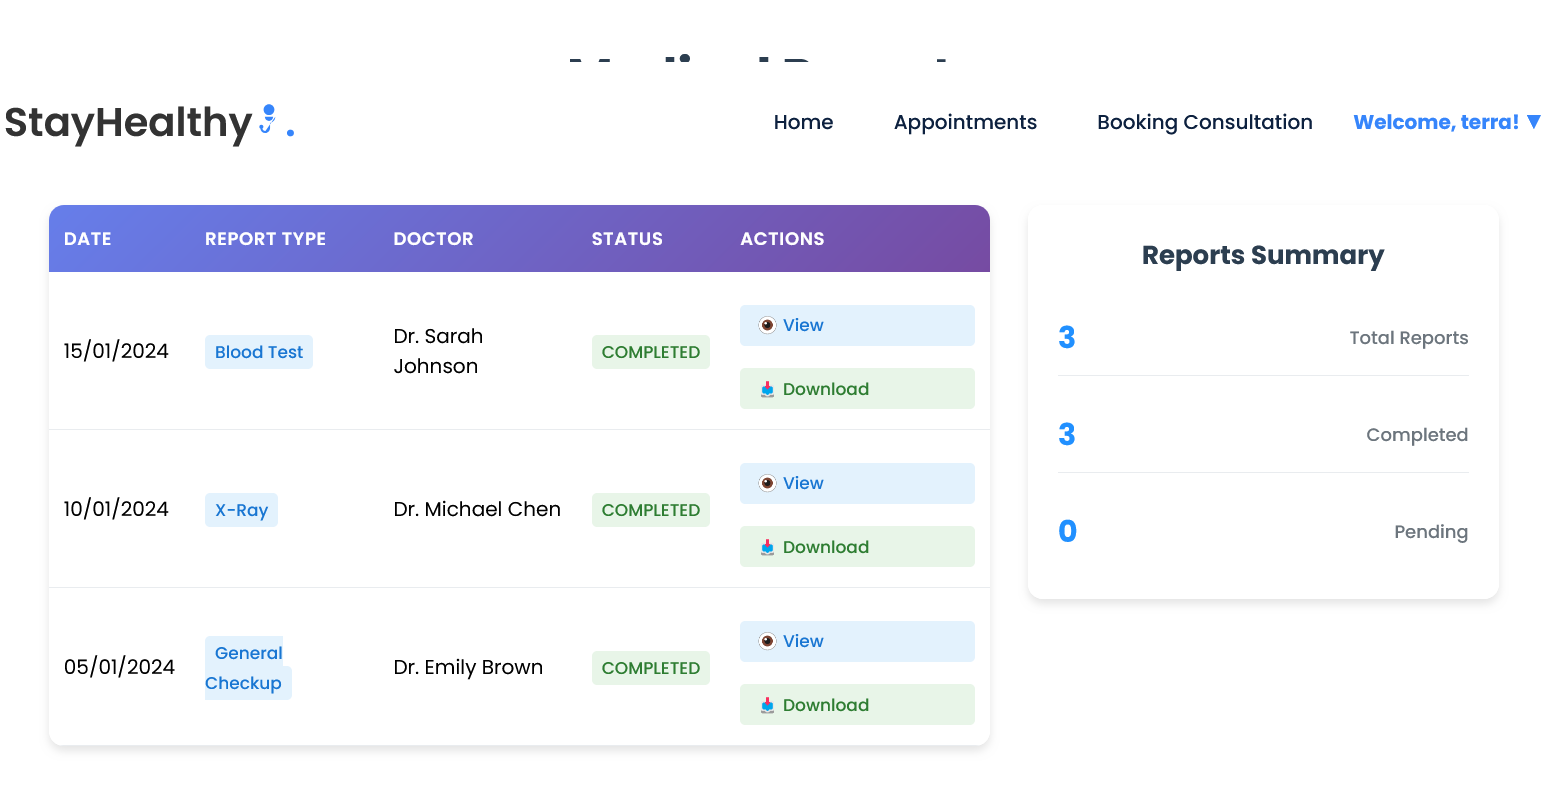 StayHealthy
Home Appointments Booking Consultation Welcome, terra! ▼
DATE REPORT TYPE DOCTOR STATUS ACTIONS
15/01/2024 Blood Test Dr. Sarah
Johnson COMPLETED View
Download
10/01/2024 X-Ray Dr. Michael Chen COMPLETED View
Download
05/01/2024 General
Checkup Dr. Emily Brown COMPLETED View
Download
Reports Summary
3 Total Reports
3 Completed
0 Pending